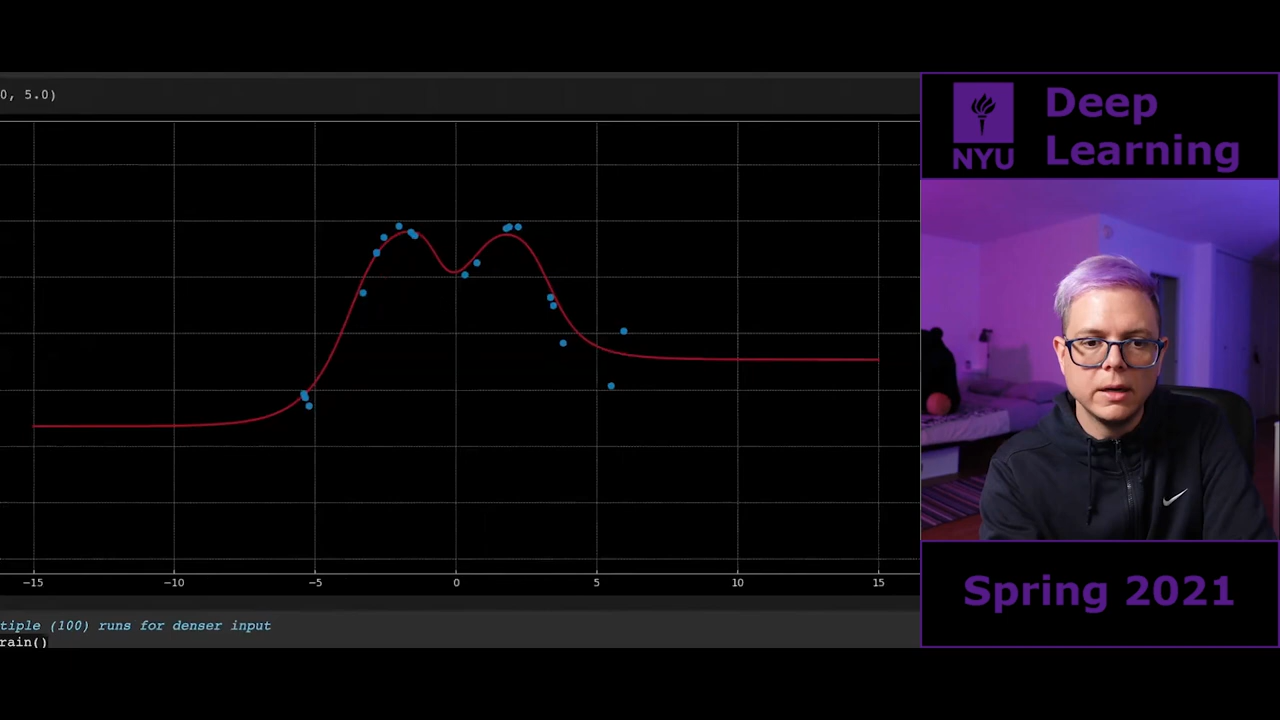 0, 5.0)
−15 −10 −5 0 5 10 15
tiple (100) runs for denser input
rain()
NYU
Deep
Learning
Spring 2021